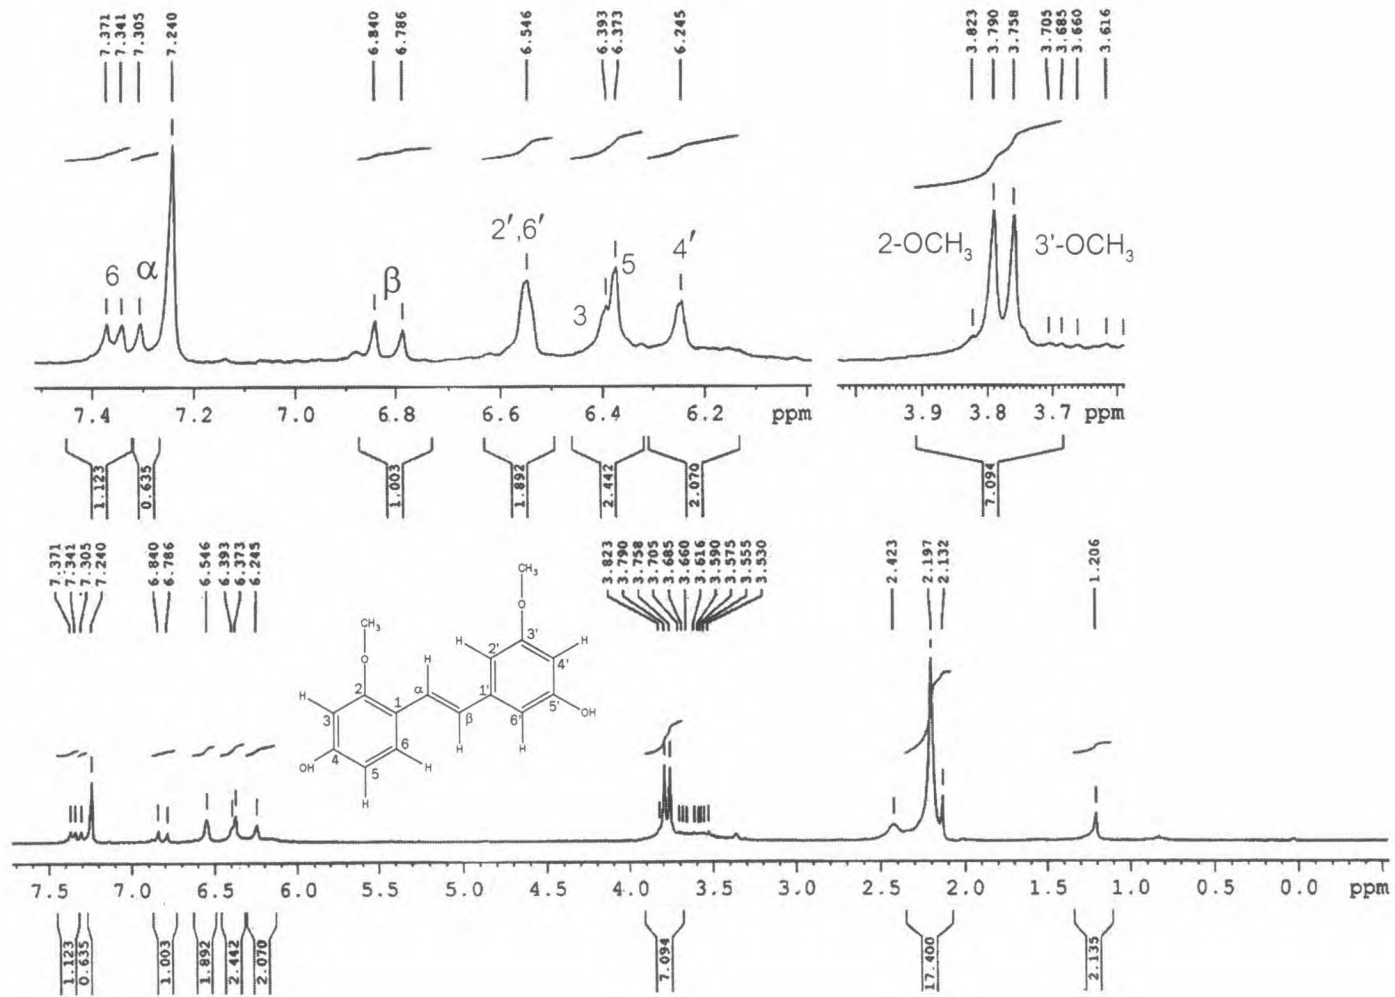 7.371 7.341 7.305 7.240 6.840 6.786 6.546 6.393 6.373 6.245 3.823 3.790 3.758 3.705 3.685 3.660 3.616
6 α β 2',6' 3 5 4' 2-OCH3 3'-OCH3
7.4 7.2 7.0 6.8 6.6 6.4 6.2 ppm 3.9 3.8 3.7 ppm
1.123 0.635 1.003 1.892 2.442 2.070 7.094
7.371 7.341 7.305 7.240 6.840 6.786 6.546 6.393 6.373 6.245 3.823 3.790 3.758 3.705 3.685 3.660 3.616 3.590 3.575 3.555 3.530 2.423 2.197 2.132 1.206
CH3
CH3 O
O H 2' 3' H
2 H 4'
H 1 α 1'
3 β 6' 5' OH
4 6 H H
OH 5 H
H
7.5 7.0 6.5 6.0 5.5 5.0 4.5 4.0 3.5 3.0 2.5 2.0 1.5 1.0 0.5 0.0 ppm
1.123 0.635 1.003 1.892 2.442 2.070 7.094 17.400 2.135